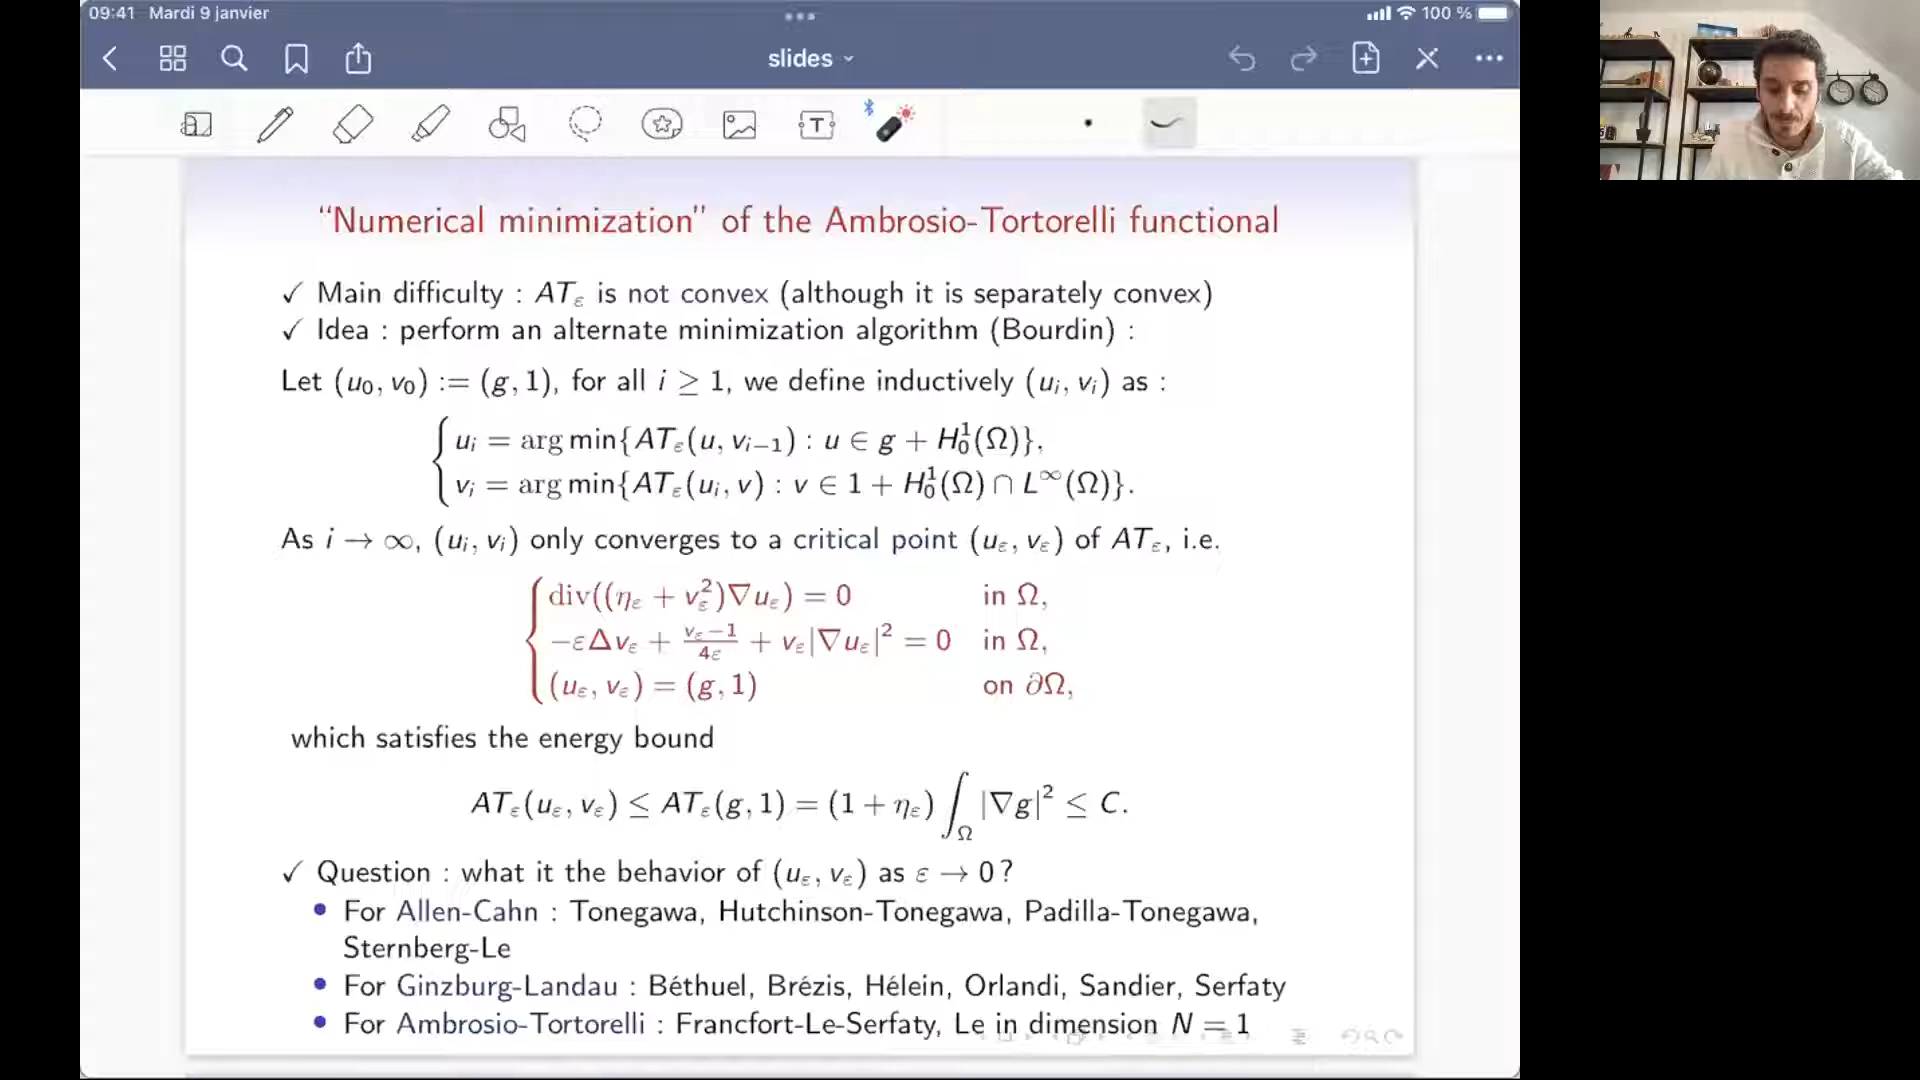 09:41 Mardi 9 janvier
100 %
slides
T
“Numerical minimization” of the Ambrosio-Tortorelli functional
✓ Main difficulty : AT_ε is not convex (although it is separately convex)
✓ Idea : perform an alternate minimization algorithm (Bourdin) :
Let (u₀, v₀) := (g, 1), for all i ≥ 1, we define inductively (u_i, v_i) as :
u_i = arg min{AT_ε(u, v_{i−1}) : u ∈ g + H₀¹(Ω)},
v_i = arg min{AT_ε(u_i, v) : v ∈ 1 + H₀¹(Ω) ∩ L^∞(Ω)}.
As i → ∞, (u_i, v_i) only converges to a critical point (u_ε, v_ε) of AT_ε, i.e.
div((η_ε + v_ε²)∇u_ε) = 0 in Ω,
−εΔv_ε + (v_ε−1)/(4ε) + v_ε|∇u_ε|² = 0 in Ω,
(u_ε, v_ε) = (g, 1) on ∂Ω,
which satisfies the energy bound
AT_ε(u_ε, v_ε) ≤ AT_ε(g, 1) = (1 + η_ε) ∫_Ω |∇g|² ≤ C.
✓ Question : what it the behavior of (u_ε, v_ε) as ε → 0 ?
• For Allen-Cahn : Tonegawa, Hutchinson-Tonegawa, Padilla-Tonegawa,
Sternberg-Le
• For Ginzburg-Landau : Béthuel, Brézis, Hélein, Orlandi, Sandier, Serfaty
• For Ambrosio-Tortorelli : Francfort-Le-Serfaty, Le in dimension N = 1